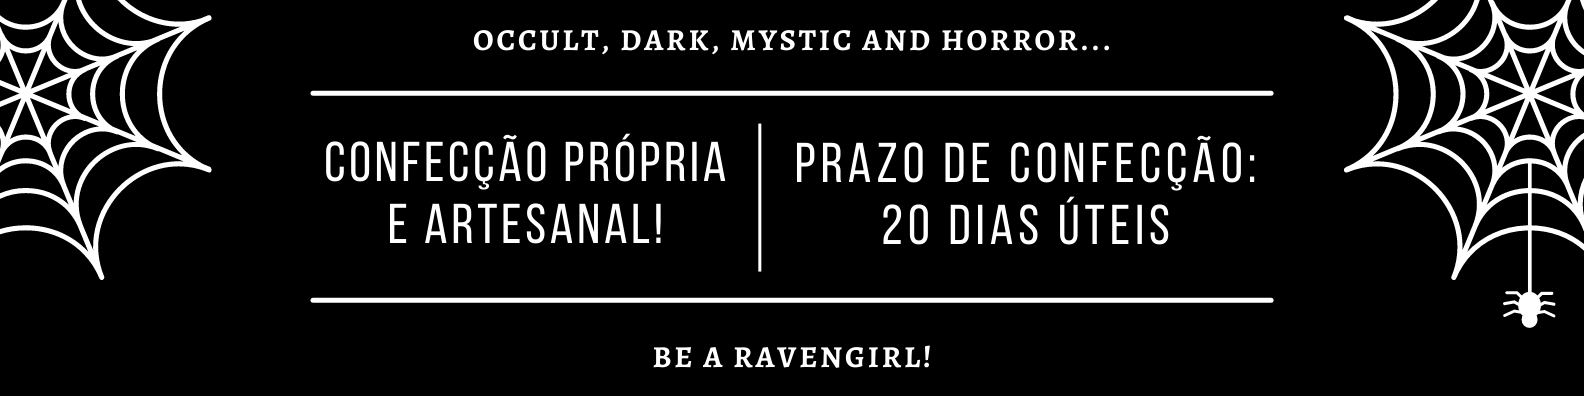 OCCULT, DARK, MYSTIC AND HORROR...
CONFECÇÃO PRÓPRIA
E ARTESANAL!
PRAZO DE CONFECÇÃO:
20 DIAS ÚTEIS
BE A RAVENGIRL!